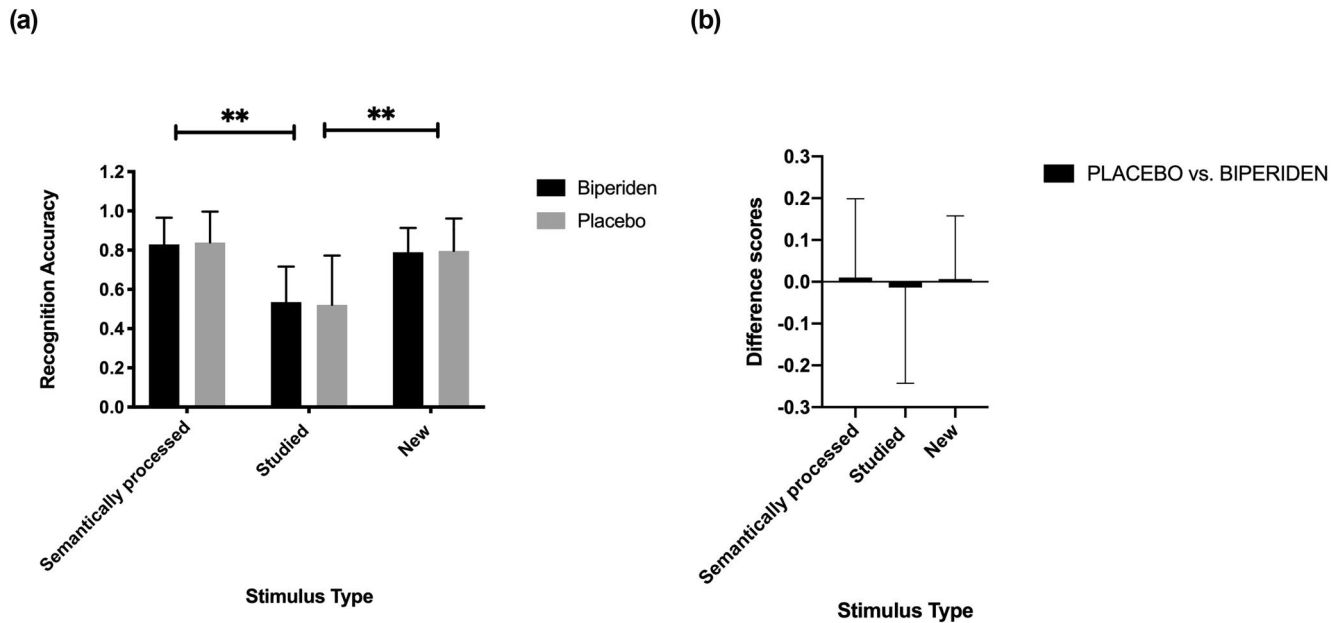 (a)
**
**
Recognition Accuracy
1.2
1.0
0.8
0.6
0.4
0.2
0.0
Semantically processed
Studied
New
Stimulus Type
Biperiden
Placebo
(b)
Difference scores
0.3
0.2
0.1
0.0
-0.1
-0.2
-0.3
Semantically processed
Studied
New
Stimulus Type
PLACEBO vs. BIPERIDEN